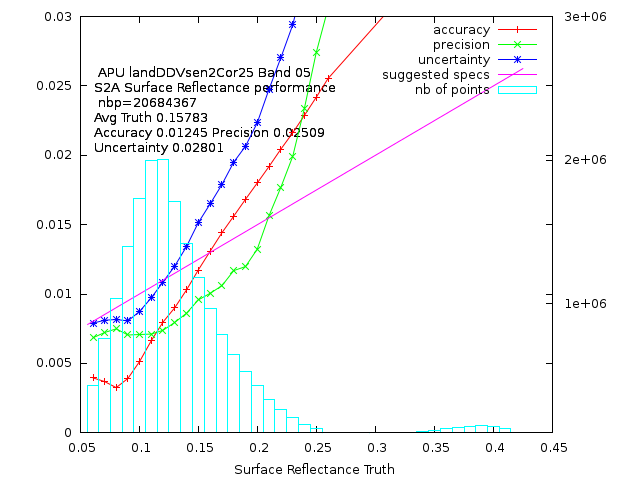 0.03
3e+06
accuracy
precision
APU landDDVsen2Cor25 Band 05
uncertainty
suggested specs
0.025
S2A Surface Reflectance performance
nb of points
nbp=20684367
Avg Truth 0.15783
Accuracy 0.01245 Precision 0.02509
Uncertainty 0.02801
0.02
2e+06
0.015
0.01
1e+06
0.005
0
0
0.05 0.1 0.15 0.2 0.25 0.3 0.35 0.4 0.45
Surface Reflectance Truth